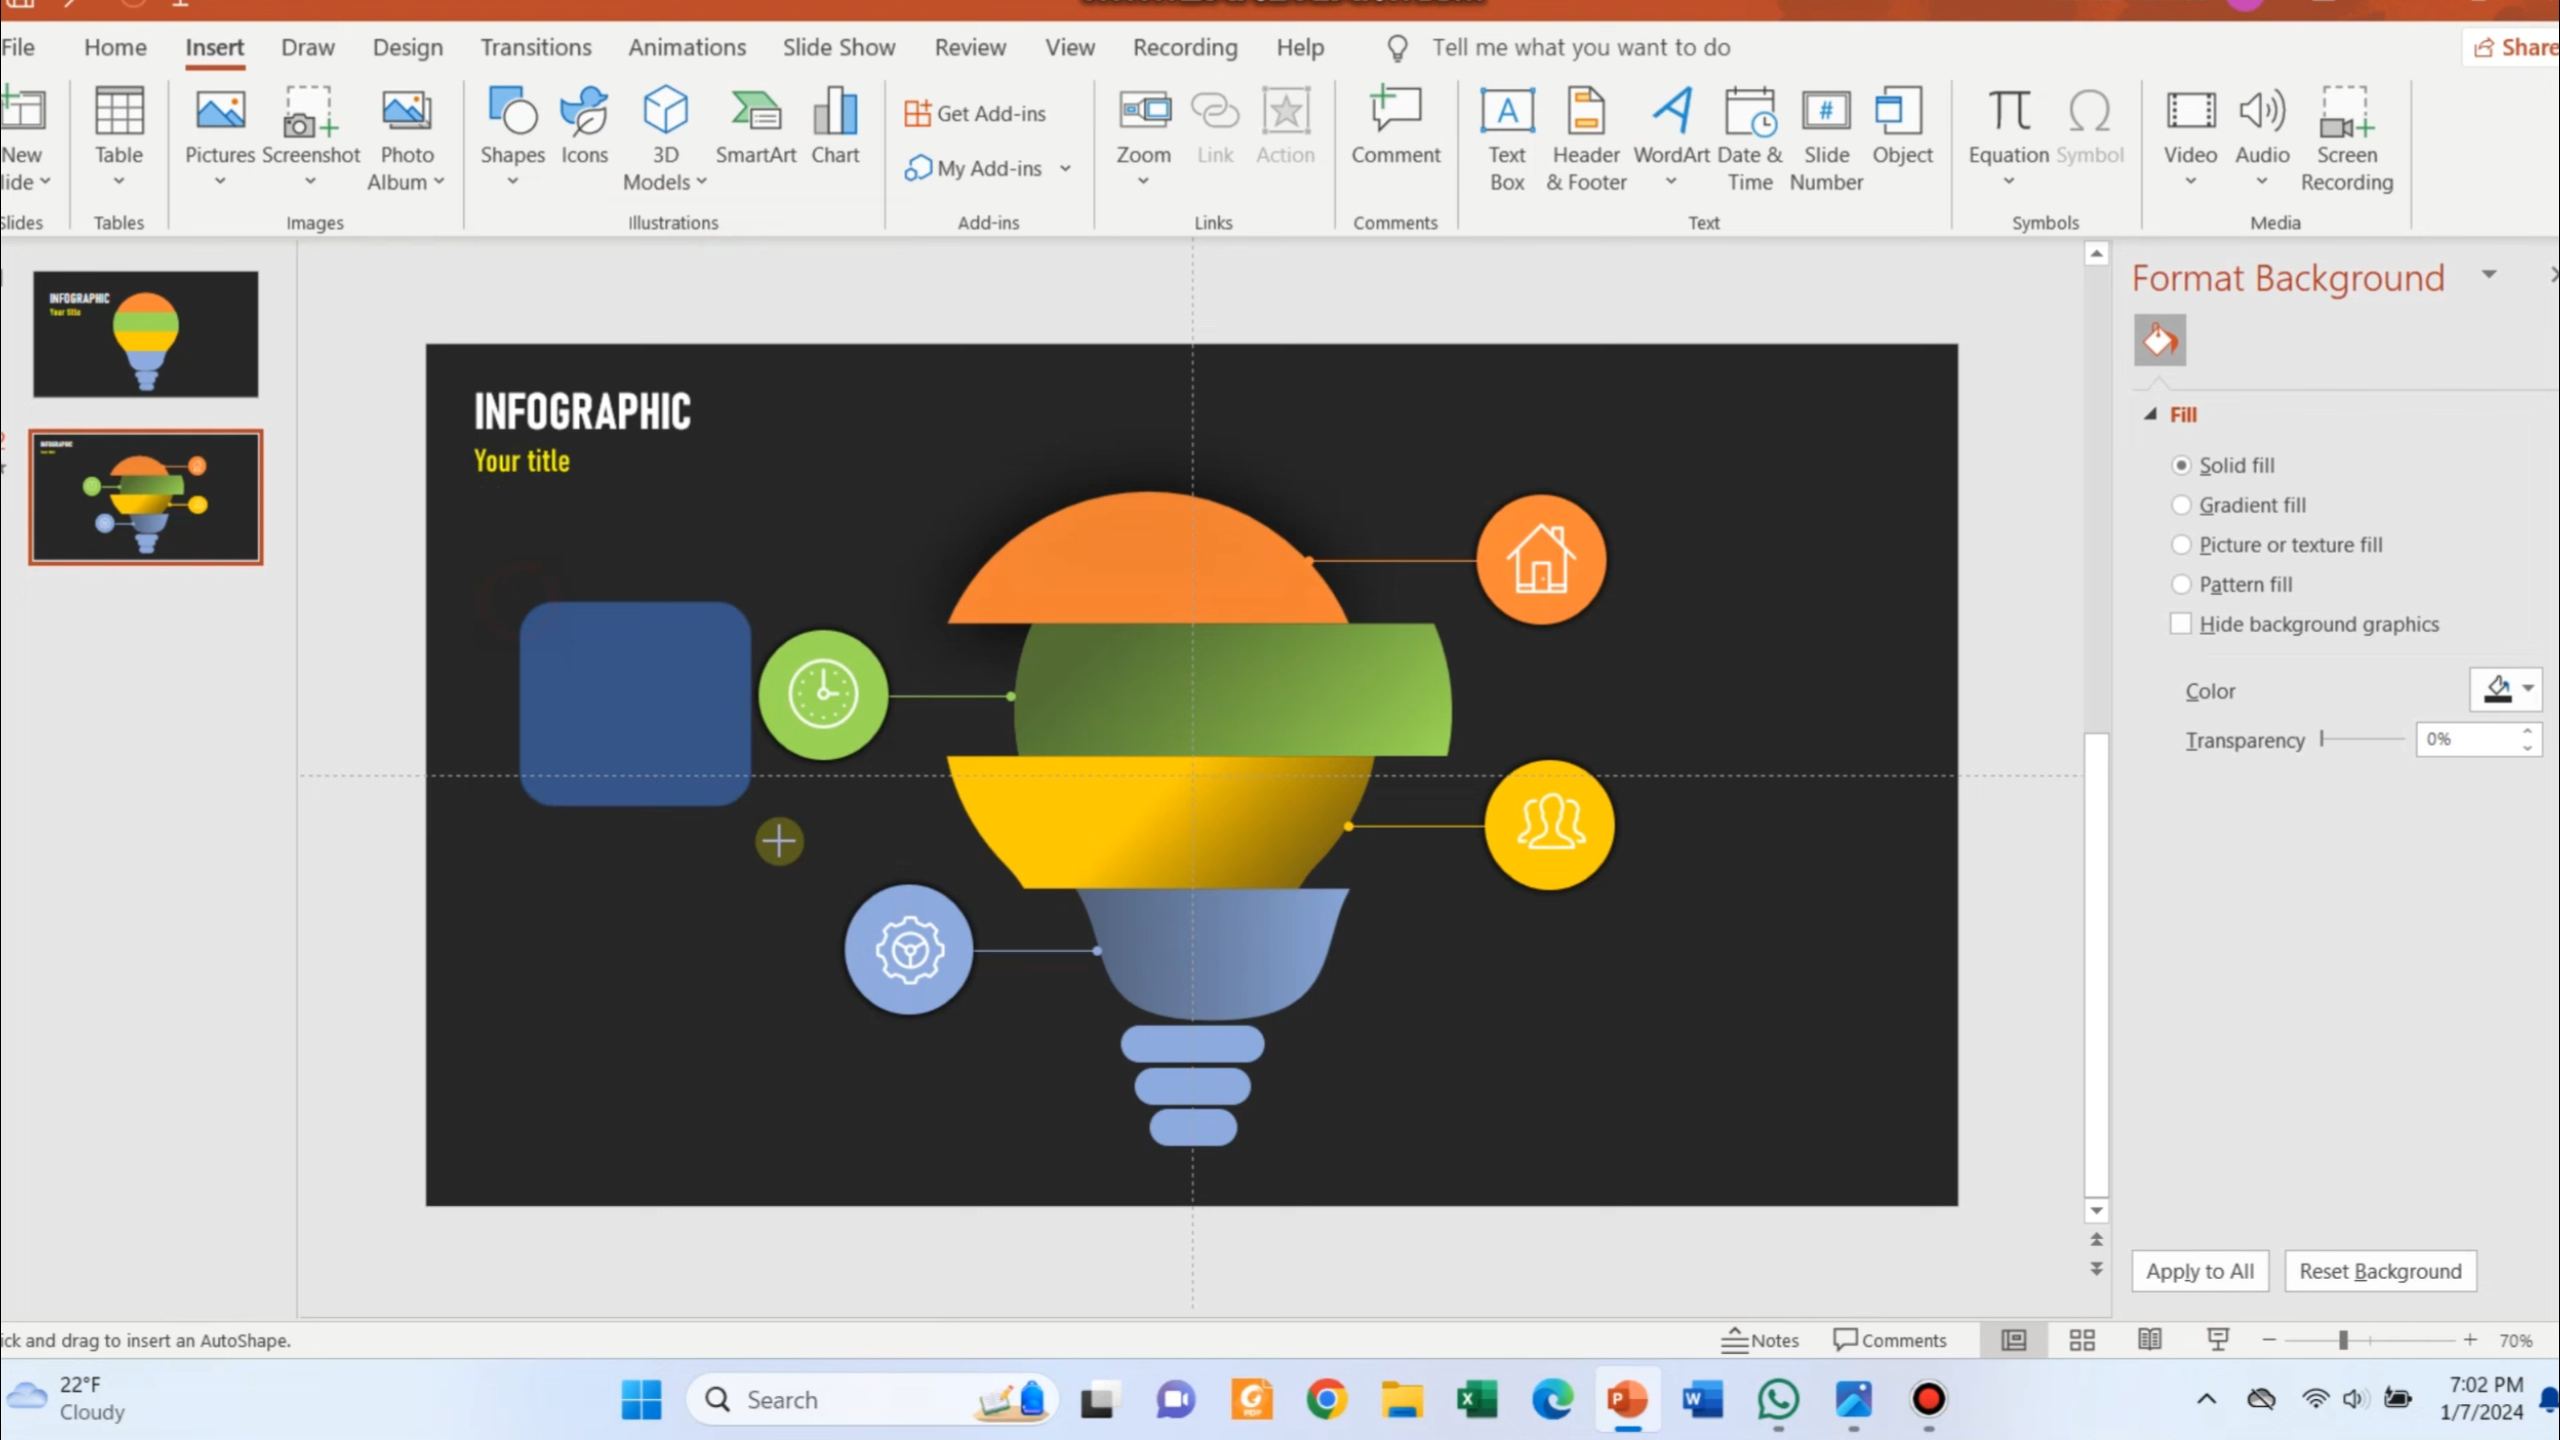 File Home Insert Draw Design Transitions Animations Slide Show Review View Recording Help Tell me what you want to do Share
New Table Pictures Screenshot Photo Shapes Icons 3D SmartArt Chart Get Add-ins Zoom Link Action Comment Text Header WordArt Date & Slide Object Equation Symbol Video Audio Screen
lide Album Models My Add-ins Box & Footer Time Number Recording
Slides Tables Images Illustrations Add-ins Links Comments Text Symbols Media
INFOGRAPHIC
Your title
2
INFOGRAPHIC
Your title
Format Background
Fill
Solid fill
Gradient fill
Picture or texture fill
Pattern fill
Hide background graphics
Color
Transparency 0%
Apply to All Reset Background
ick and drag to insert an AutoShape. Notes Comments 70%
22°F
Cloudy
Search
7:02 PM
1/7/2024